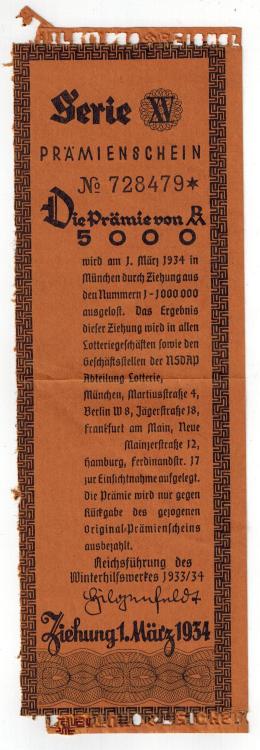 Serie XV
PRÄMIENSCHEIN
№ 728479*
Die Prämie von RM
5000
wird am 1. März 1934 in
München durch Ziehung aus
den Nummern 1-1000000
ausgelost. Das Ergebnis
dieser Ziehung wird in allen
Lotteriegeschäften sowie den
Geschäftsstellen der NSDAP
Abteilung Lotterie,
München, Martiusstraße 4,
Berlin W 8, Jägerstraße 18,
Frankfurt am Main, Neue
Mainzerstraße 12,
Hamburg, Ferdinandstr. 17
zur Einsichtnahme aufgelegt.
Die Prämie wird nur gegen
Rückgabe des gezogenen
Original-Prämienscheins
ausbezahlt.
Reichsführung des
Winterhilfswerkes 1933/34
Hilgenfeldt
Ziehung 1. März 1934